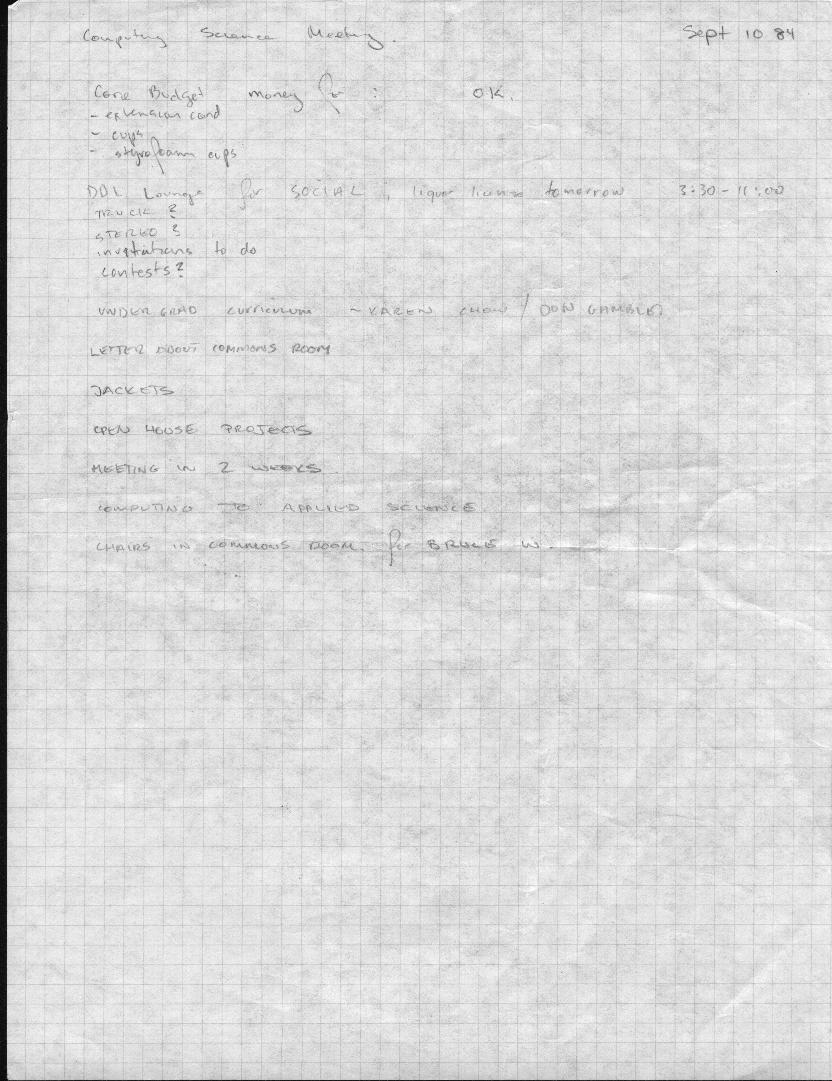 Computing Science Meeting. Sept 10 84
Core Budget money for : OK.
- extension cord
- cups
- styrofoam cups
DDL Lounge for SOCIAL ; liquor license tomorrow 3:30 - 11:00
TRUCK ?
STEREO ?
invitations to do
contests ?
UNDERGRAD curriculum - KAREN CHOW / DON GAMBLE
LETTER ABOUT COMMONS ROOM
JACKETS
OPEN HOUSE PROJECTS
MEETING IN 2 WEEKS.
COMPUTING TO APPLIED SCIENCE
CHAIRS IN COMMONS ROOM. for BRUCE W.